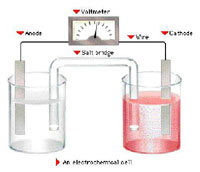 Voltmeter
Anode
Wire
Cathode
Salt bridge
An electrochemical cell